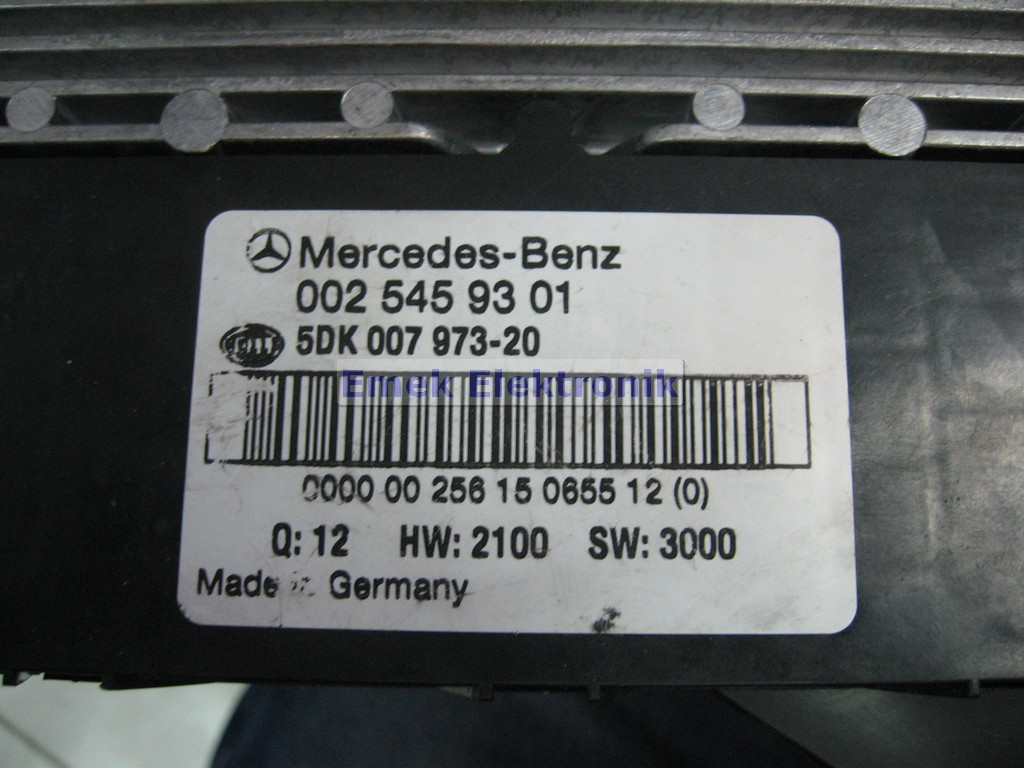 Mercedes-Benz
002 545 93 01
5DK 007 973-20
Emek Elektronik
0000 00 256 15 0655 12 (0)
Q: 12 HW: 2100 SW: 3000
Made in Germany